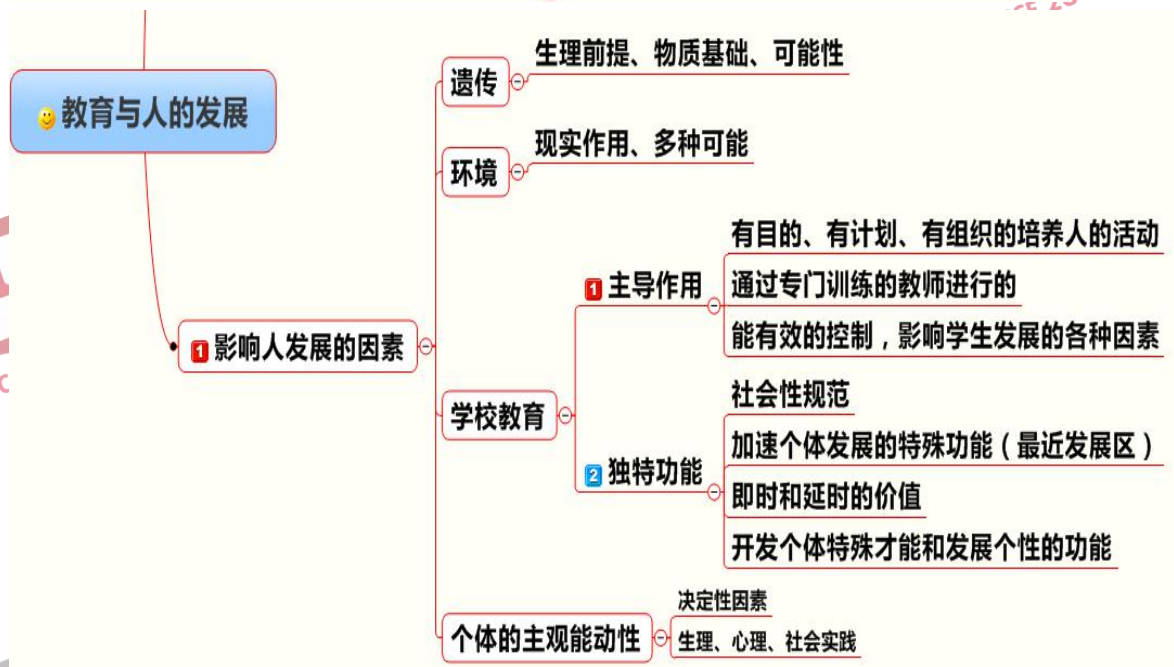 教育与人的发展
1 影响人发展的因素
遗传
生理前提、物质基础、可能性
环境
现实作用、多种可能
学校教育
1 主导作用
有目的、有计划、有组织的培养人的活动
通过专门训练的教师进行的
能有效的控制，影响学生发展的各种因素
2 独特功能
社会性规范
加速个体发展的特殊功能（最近发展区）
即时和延时的价值
开发个体特殊才能和发展个性的功能
个体的主观能动性
决定性因素
生理、心理、社会实践